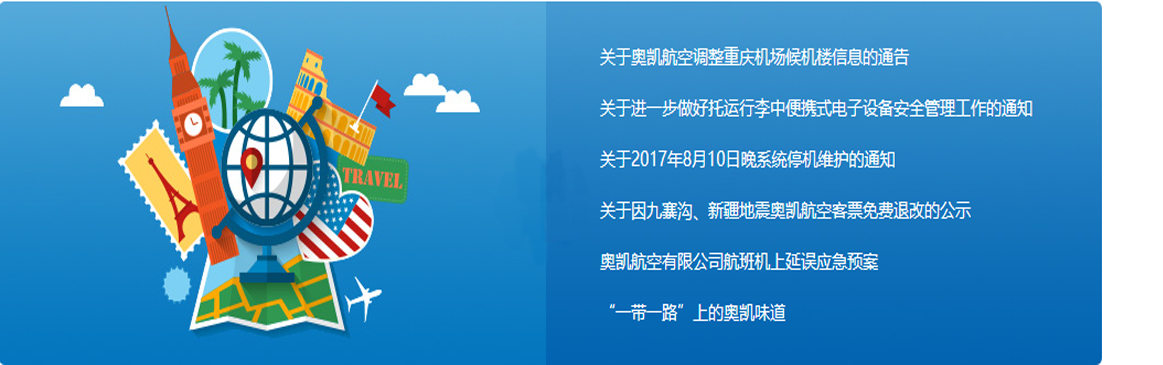 TRAVEL
关于奥凯航空调整重庆机场候机楼信息的通告
关于进一步做好托运行李中便携式电子设备安全管理工作的通知
关于2017年8月10日晚系统停机维护的通知
关于因九寨沟、新疆地震奥凯航空客票免费退改的公示
奥凯航空有限公司航班机上延误应急预案
“一带一路”上的奥凯味道